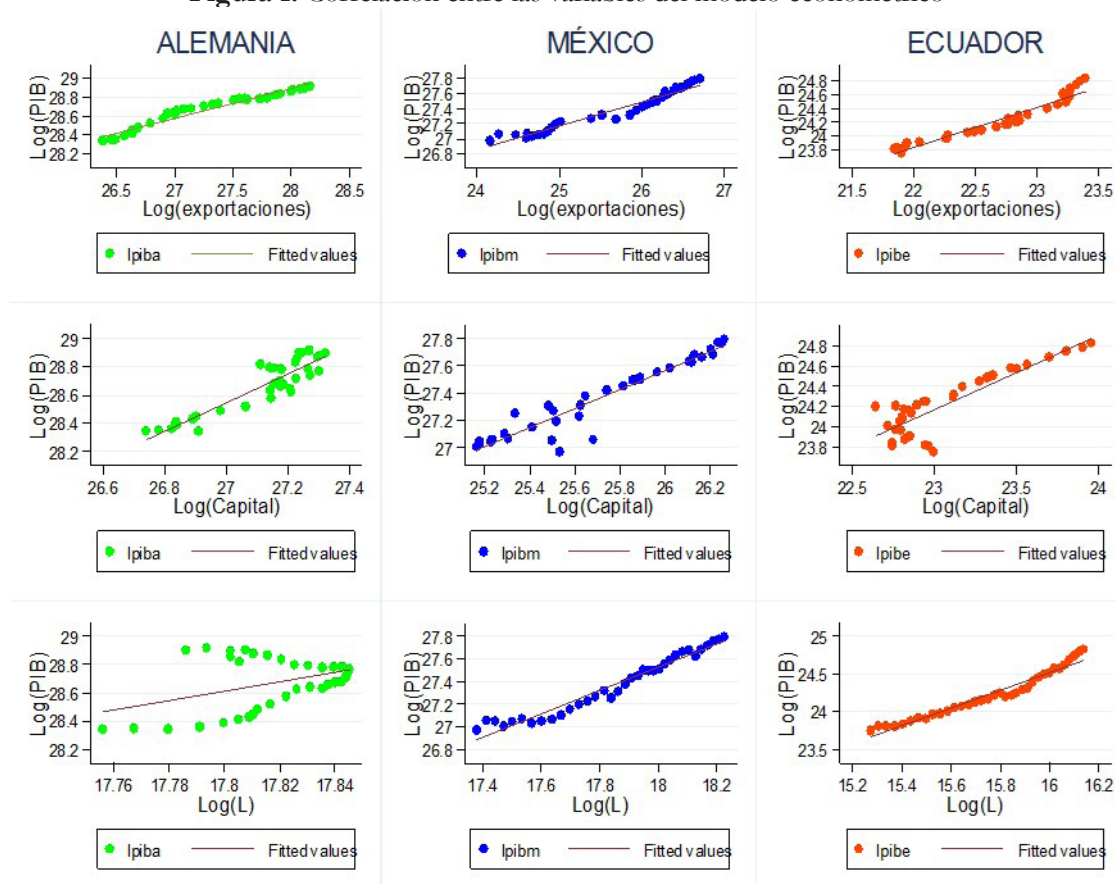 Figura 1. Correlación entre las variables del modelo econométrico
ALEMANIA
Log(PIB)
29
28.8
28.6
28.4
28.2
26.5 27 27.5 28 28.5
Log(exportaciones)
lpiba Fitted values
MÉXICO
Log(PIB)
27.8
27.6
27.4
27.2
27
26.8
24 25 26 27
Log(exportaciones)
lpibm Fitted values
ECUADOR
Log(PIB)
24.8
24.6
24.4
24.2
24
23.8
21.5 22 22.5 23 23.5
Log(exportaciones)
lpibe Fitted values
Log(PIB)
29
28.8
28.6
28.4
28.2
26.6 26.8 27 27.2 27.4
Log(Capital)
lpiba Fitted values
Log(PIB)
27.8
27.6
27.4
27.2
27
25.2 25.4 25.6 25.8 26 26.2
Log(Capital)
lpibm Fitted values
Log(PIB)
24.8
24.6
24.4
24.2
24
23.8
22.5 23 23.5 24
Log(Capital)
lpibe Fitted values
Log(PIB)
29
28.8
28.6
28.4
28.2
17.76 17.78 17.8 17.82 17.84
Log(L)
lpiba Fitted values
Log(PIB)
27.8
27.6
27.4
27.2
27
26.8
17.4 17.6 17.8 18 18.2
Log(L)
lpibm Fitted values
Log(PIB)
25
24.5
24
23.5
15.2 15.4 15.6 15.8 16 16.2
Log(L)
lpibe Fitted values